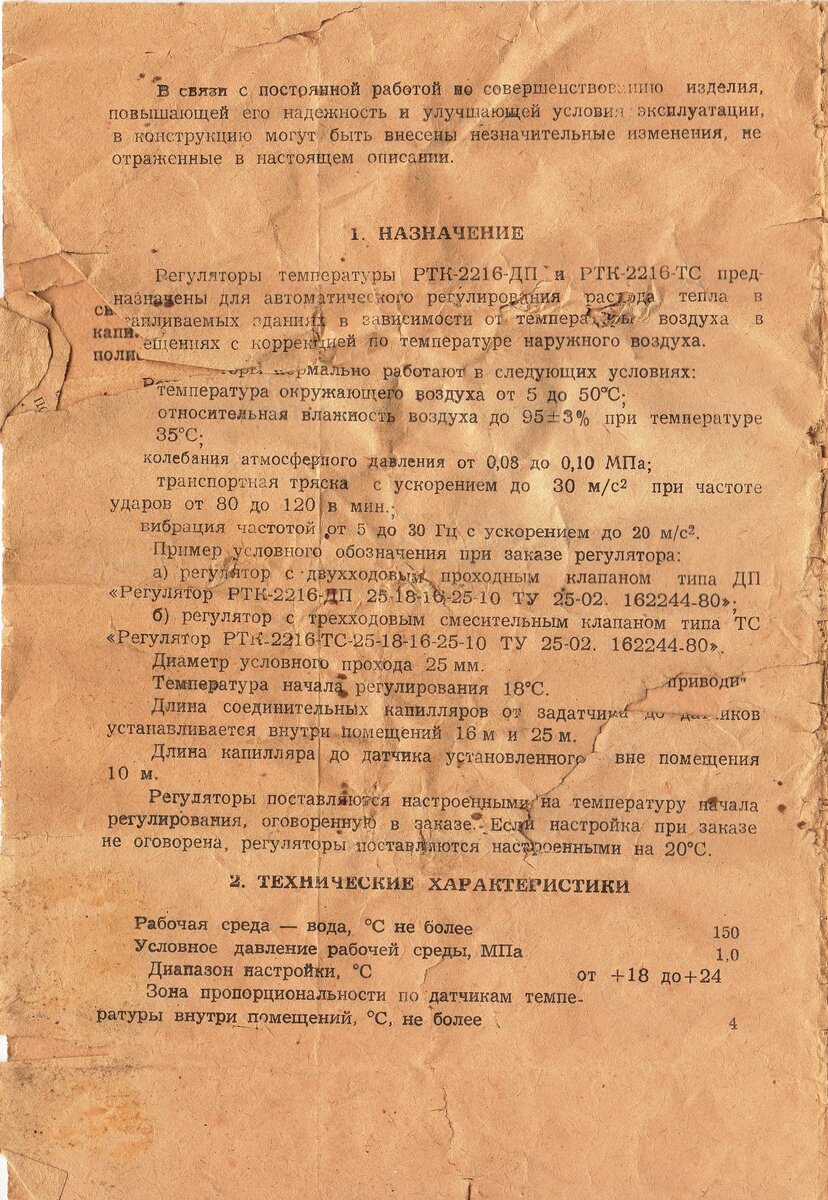 В связи с постоянной работой по совершенствованию изделия,
повышающей его надежность и улучшающей условия эксплуатации,
в конструкцию могут быть внесены незначительные изменения, не
отраженные в настоящем описании.
1. НАЗНАЧЕНИЕ
Регуляторы температуры РТК-2216-ДП и РТК-2216-ТС пред-
назначены для автоматического регулирования расхода тепла в
апливаемых зданиях в зависимости от температуры воздуха в
ещениях с коррекцией по температуре наружного воздуха.
капи
поли
нормально работают в следующих условиях:
температура окружающего воздуха от 5 до 50°С;
относительная влажность воздуха до 95±3% при температуре
35°С;
колебания атмосферного давления от 0,08 до 0,10 МПа;
транспортная тряска с ускорением до 30 м/с² при частоте
ударов от 80 до 120 в мин.;
вибрация частотой от 5 до 30 Гц с ускорением до 20 м/с².
Пример условного обозначения при заказе регулятора:
а) регулятор с двухходовым проходным клапаном типа ДП
«Регулятор РТК-2216-ДП 25-18-16-25-10 ТУ 25-02. 162244-80»;
б) регулятор с трехходовым смесительным клапаном типа ТС
«Регулятор РТК-2216-ТС-25-18-16-25-10 ТУ 25-02. 162244-80».
Диаметр условного прохода 25 мм.
Температура начала регулирования 18°С.
приводи
Длина соединительных капилляров от задатчика до
устанавливается внутри помещений 16 м и 25 м.
Длина капилляра до датчика установленного вне помещения
10 м.
Регуляторы поставляются настроенными на температуру начала
регулирования, оговоренную в заказе. Если настройка при заказе
не оговорена, регуляторы поставляются настроенными на 20°С.
2. ТЕХНИЧЕСКИЕ ХАРАКТЕРИСТИКИ
Рабочая среда — вода, °С не более 150
Условное давление рабочей среды, МПа 1,0
Диапазон настройки, °С от +18 до+24
Зона пропорциональности по датчикам темпе-
ратуры внутри помещений, °С, не более 4